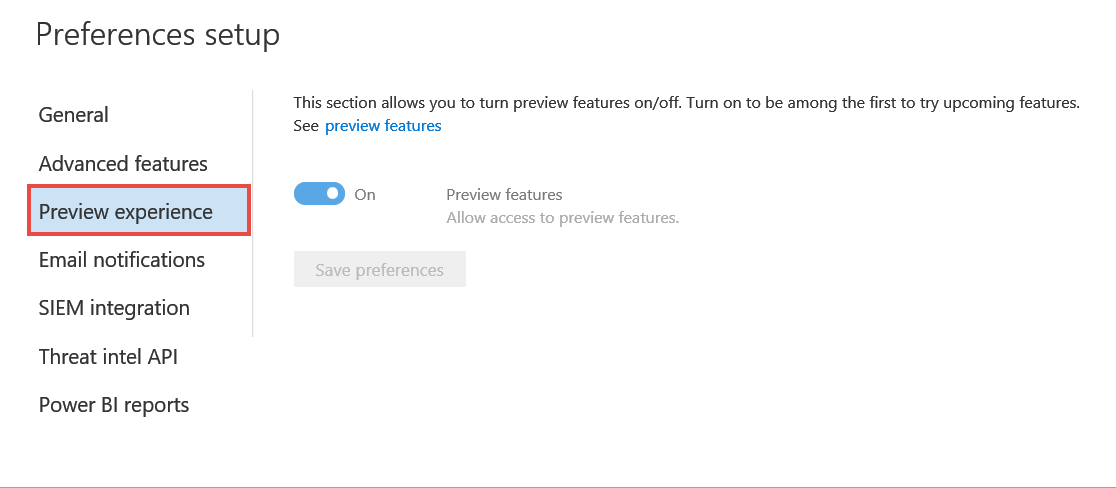 Preferences setup
General
Advanced features
Preview experience
Email notifications
SIEM integration
Threat intel API
Power BI reports
This section allows you to turn preview features on/off. Turn on to be among the first to try upcoming features.
See preview features
On
Preview features
Allow access to preview features.
Save preferences